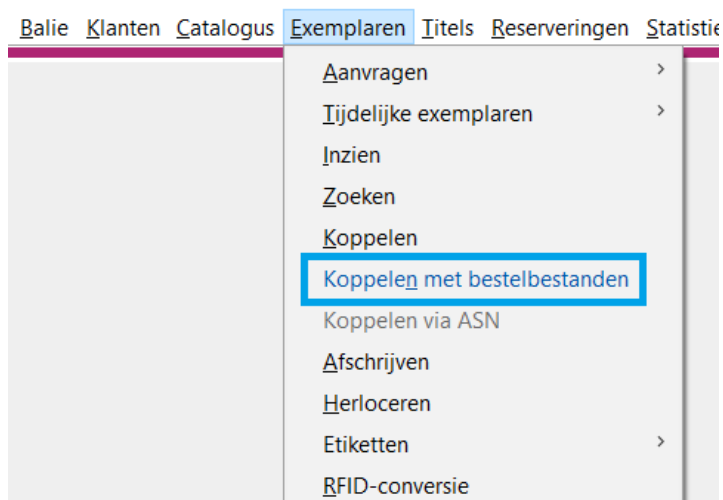 Balie Klanten Catalogus Exemplaren Titels Reserveringen
Aanvragen
Tijdelijke exemplaren
Inzien
Zoeken
Koppelen
Koppelen met bestelbestanden
Koppelen via ASN
Afschrijven
Herloceren
Etiketten
RFID-conversie